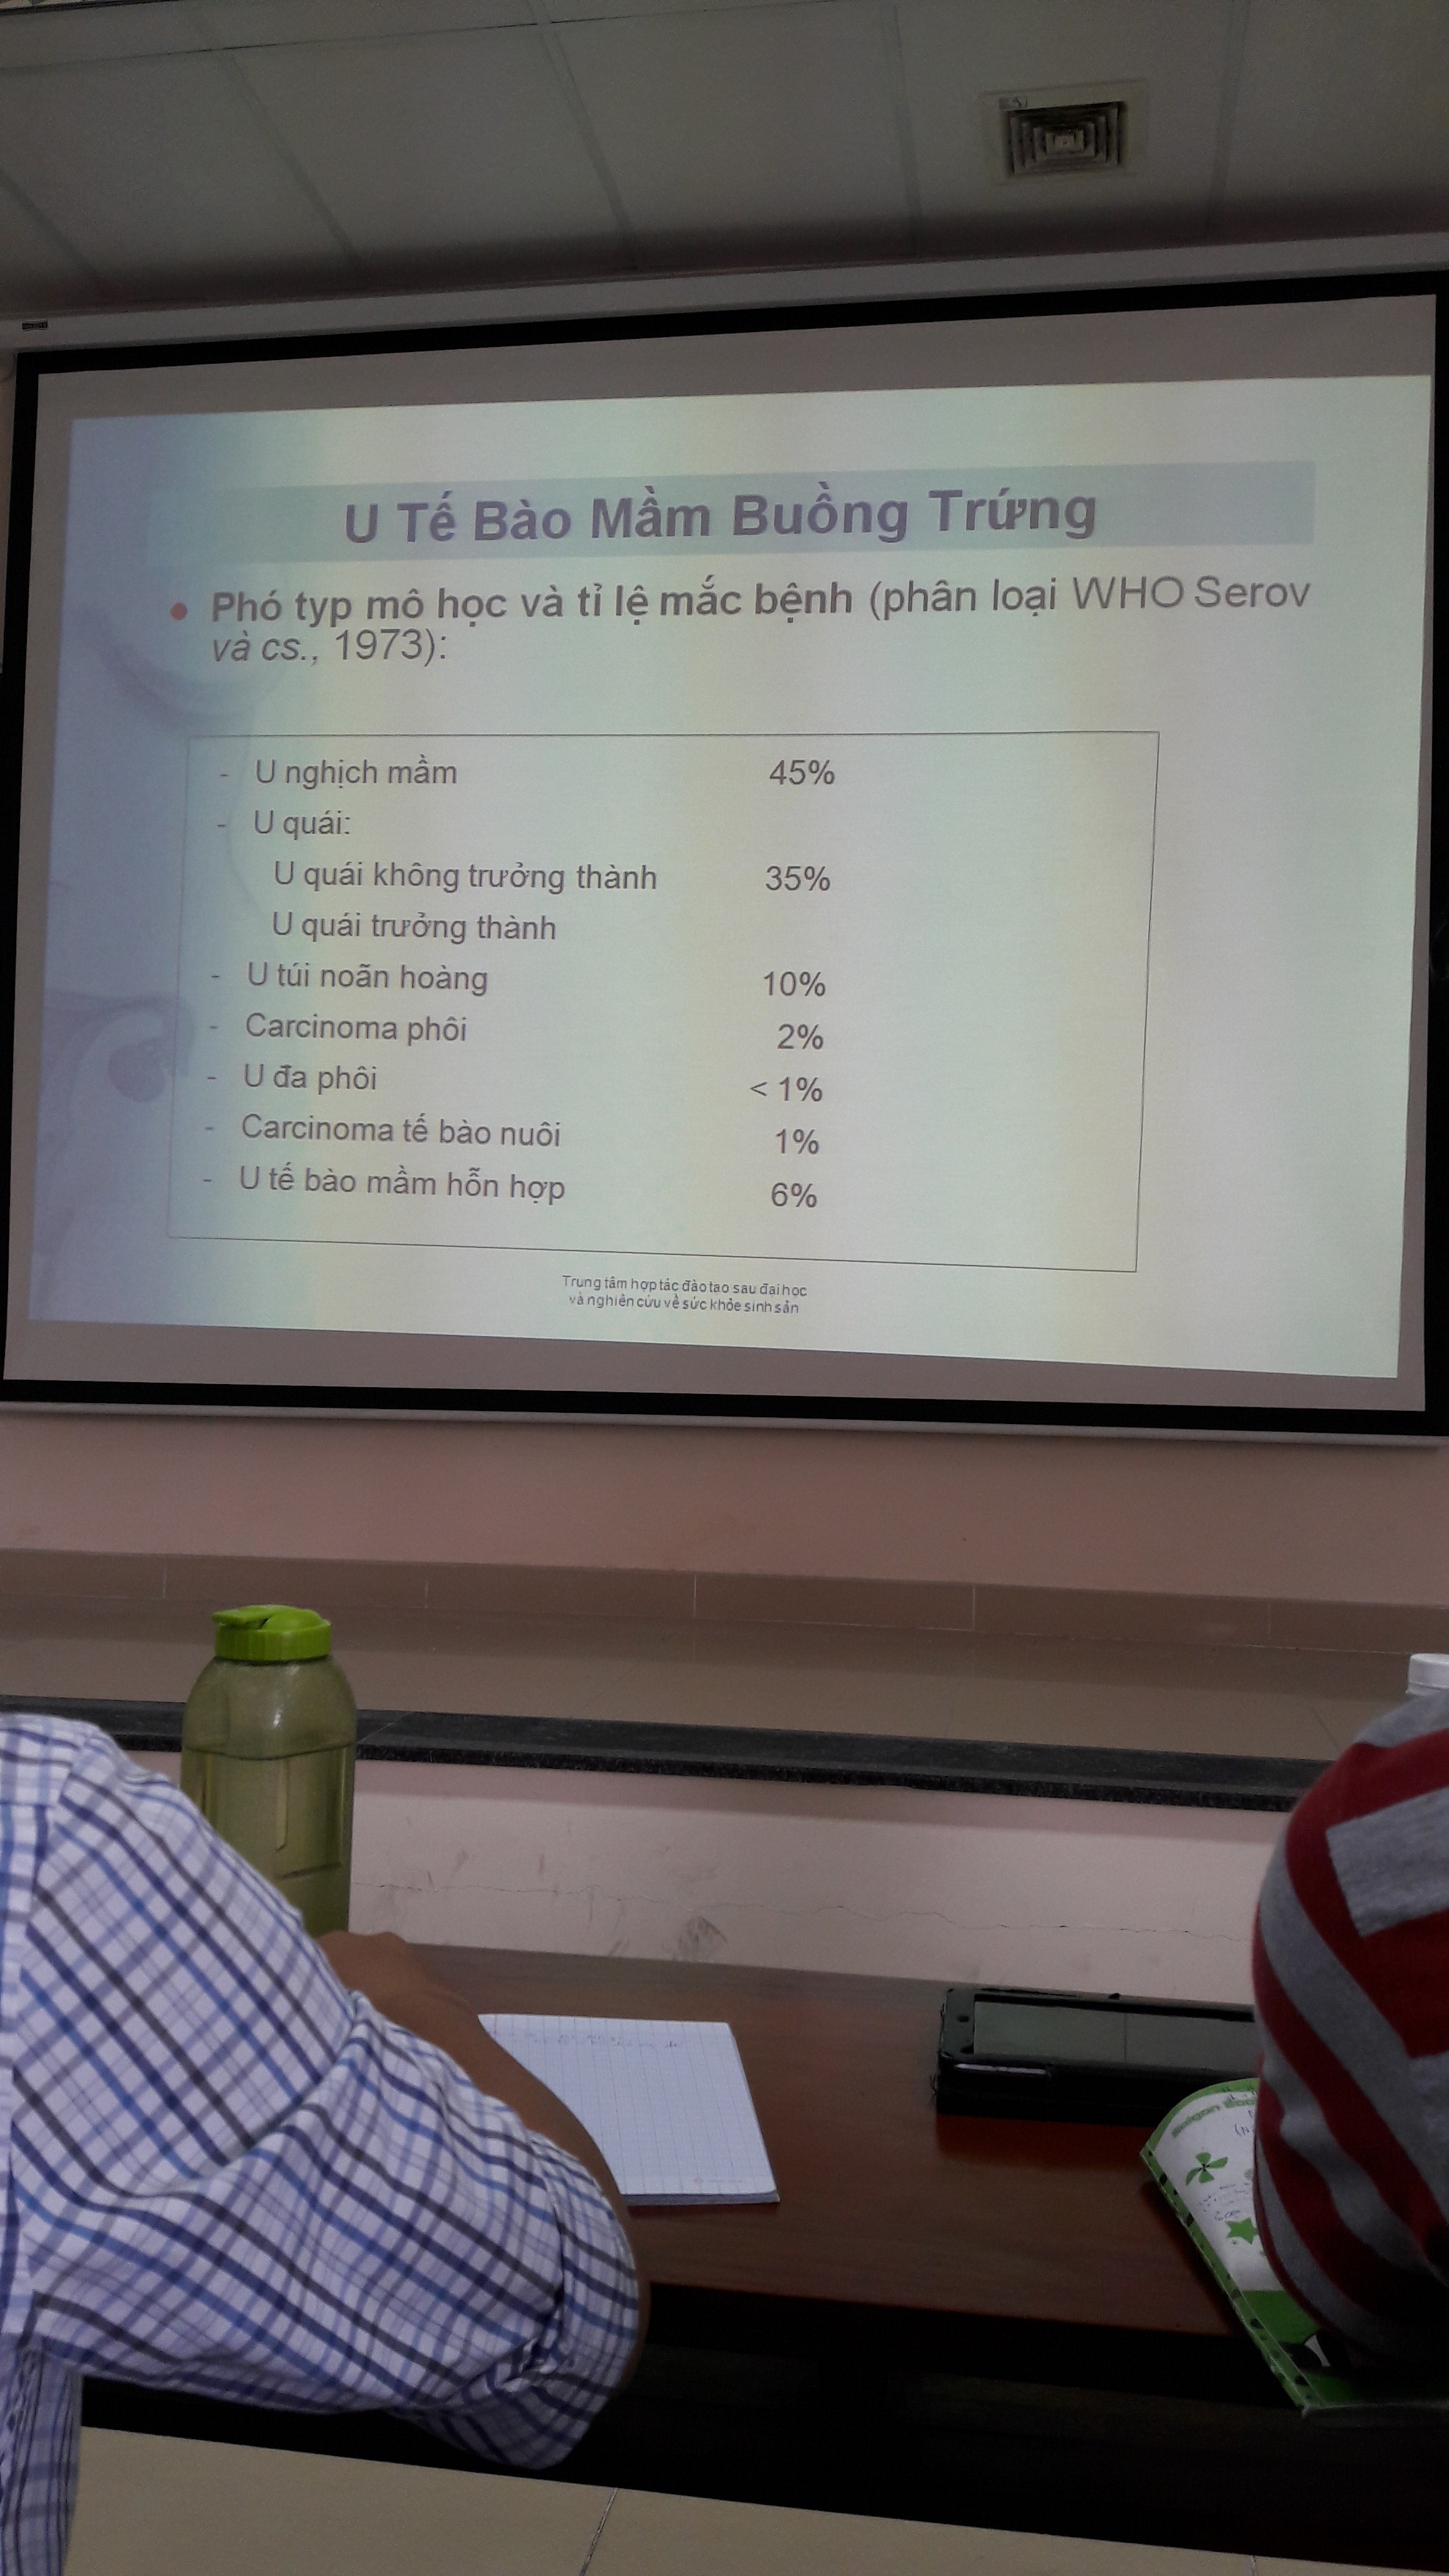 U Tế Bào Mầm Buồng Trứng
Phó typ mô học và tỉ lệ mắc bệnh (phân loại WHO Serov
và cs., 1973):
- U nghịch mầm 45%
- U quái:
U quái không trưởng thành 35%
U quái trưởng thành
- U túi noãn hoàng 10%
- Carcinoma phôi 2%
- U đa phôi < 1%
- Carcinoma tế bào nuôi 1%
- U tế bào mầm hỗn hợp 6%
Trung tâm hợp tác đào tao sau đai học
và nghiên cứu về sức khỏe sinh sản